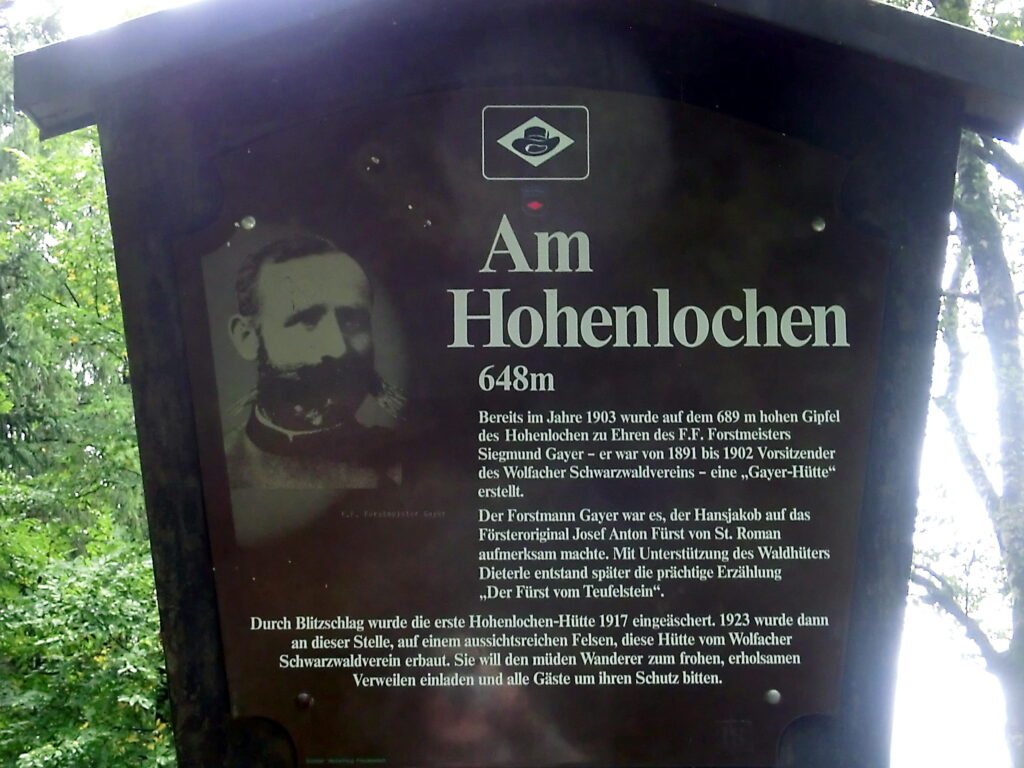 Am
Hohenlochen
648m
Bereits im Jahre 1903 wurde auf dem 689 m hohen Gipfel
des Hohenlochen zu Ehren des F.F. Forstmeisters
Siegmund Gayer – er war von 1891 bis 1902 Vorsitzender
des Wolfacher Schwarzwaldvereins – eine „Gayer-Hütte“
erstellt.
F.F. Forstmeister Gayer
Der Forstmann Gayer war es, der Hansjakob auf das
Försteroriginal Josef Anton Fürst von St. Roman
aufmerksam machte. Mit Unterstützung des Waldhüters
Dieterle entstand später die prächtige Erzählung
„Der Fürst vom Teufelstein“.
Durch Blitzschlag wurde die erste Hohenlochen-Hütte 1917 eingeäschert. 1923 wurde dann
an dieser Stelle, auf einem aussichtsreichen Felsen, diese Hütte vom Wolfacher
Schwarzwaldverein erbaut. Sie will den müden Wanderer zum frohen, erholsamen
Verweilen einladen und alle Gäste um ihren Schutz bitten.